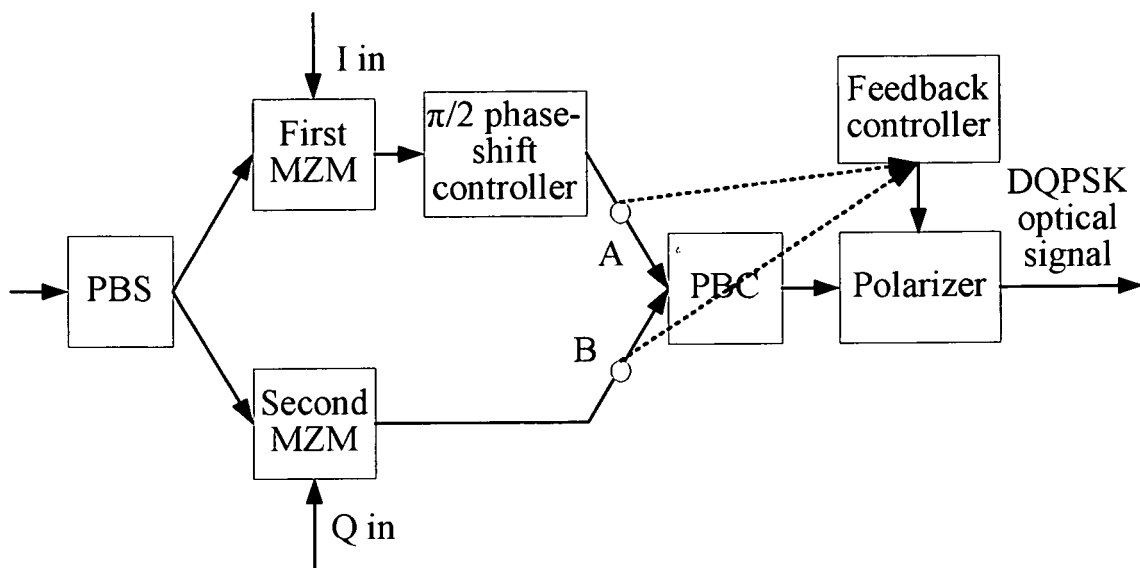 I in
First
MZM
π/2 phase-
shift
controller
Feedback
controller
DQPSK
optical
signal
A
PBS
PBC
Polarizer
B
Second
MZM
Q in